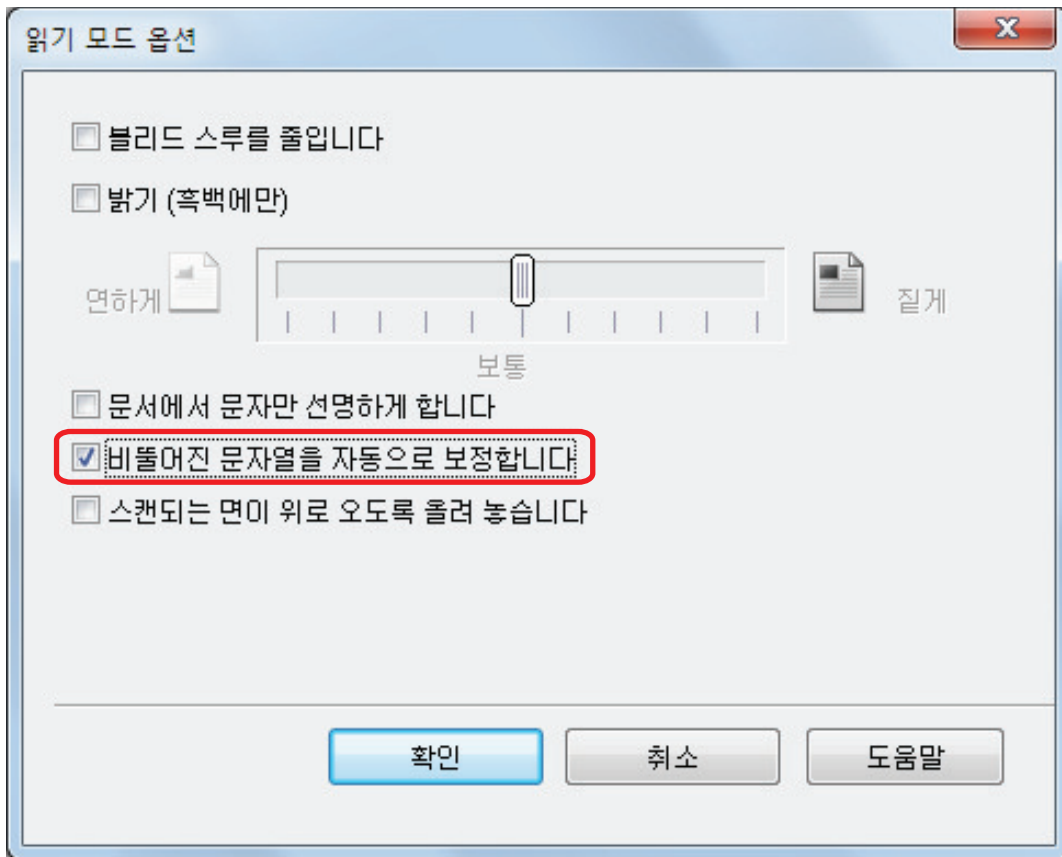 읽기 모드 옵션
블리드 스루를 줄입니다
밝기 (흑백에만)
연하게
짙게
보통
문서에서 문자만 선명하게 합니다
비뚤어진 문자열을 자동으로 보정합니다
스캔되는 면이 위로 오도록 올려 놓습니다
확인 취소 도움말